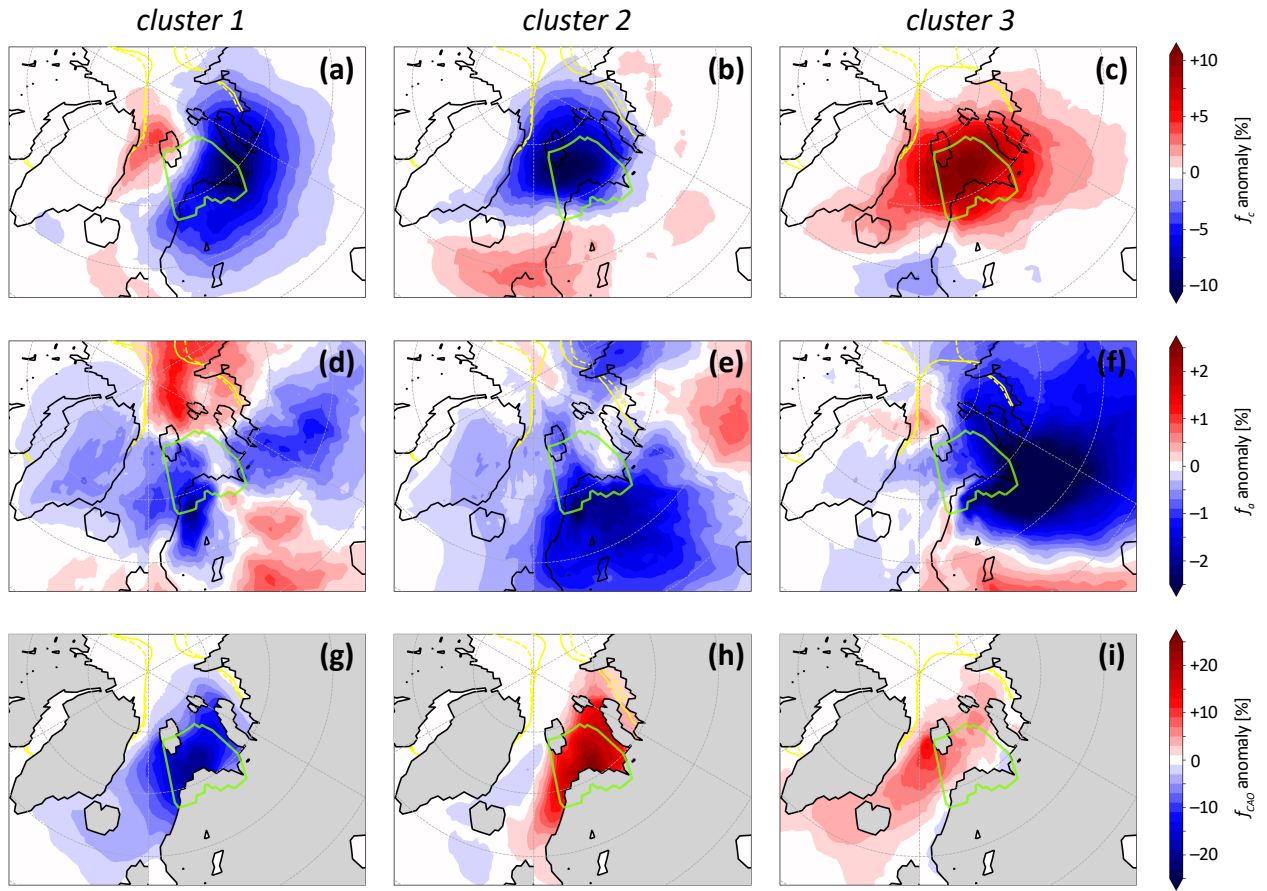 cluster 1 cluster 2 cluster 3
(a) (b) (c)
+10
+5
0
−5
−10
f_c anomaly [%]
(d) (e) (f)
+2
+1
0
−1
−2
f_a anomaly [%]
(g) (h) (i)
+20
+10
0
−10
−20
f_CAO anomaly [%]